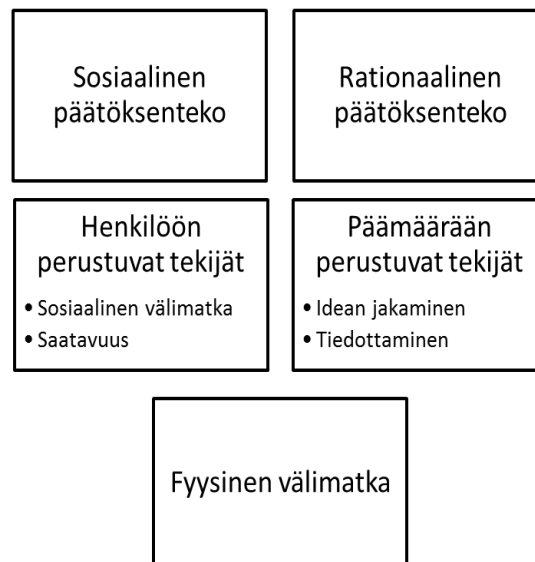 Sosiaalinen
päätöksenteko
Rationaalinen
päätöksenteko
Henkilöön
perustuvat tekijät
• Sosiaalinen välimatka
• Saatavuus
Päämäärään
perustuvat tekijät
• Idean jakaminen
• Tiedottaminen
Fyysinen välimatka